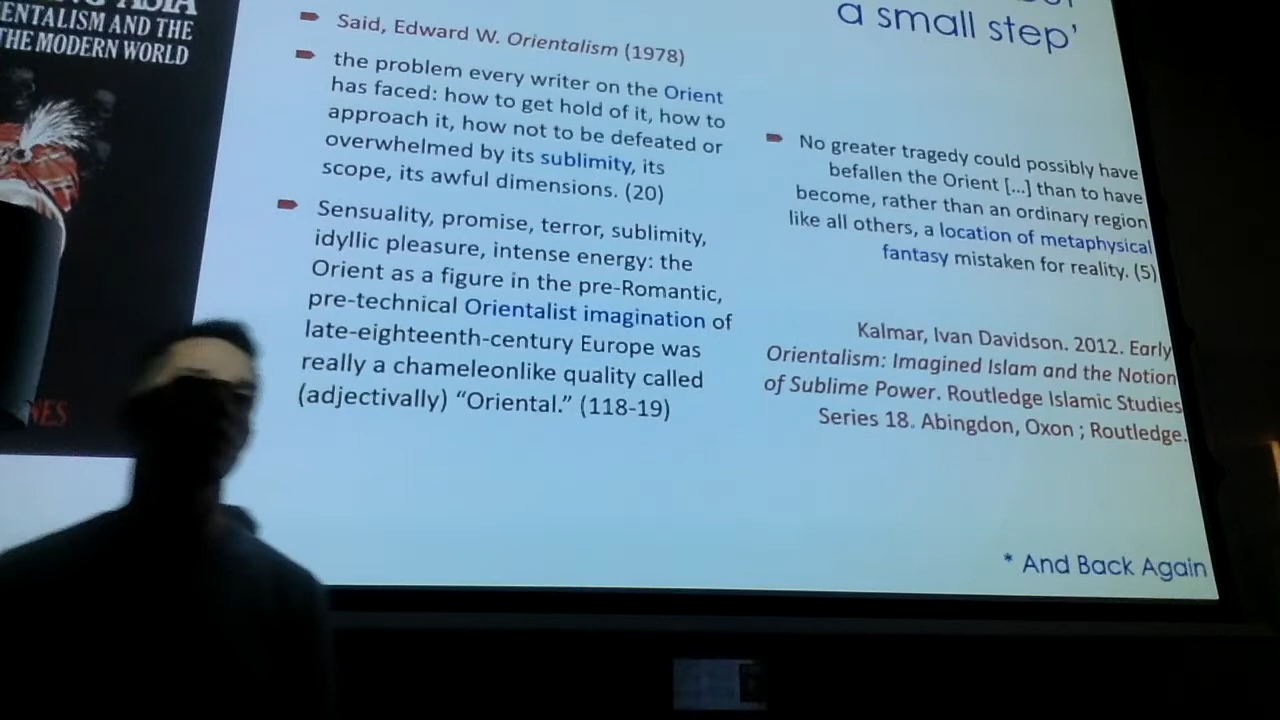 ASIA
ENTALISM AND THE
THE MODERN WORLD
NES
a small step’
Said, Edward W. Orientalism (1978)
the problem every writer on the Orient
has faced: how to get hold of it, how to
approach it, how not to be defeated or
overwhelmed by its sublimity, its
scope, its awful dimensions. (20)
Sensuality, promise, terror, sublimity,
idyllic pleasure, intense energy: the
Orient as a figure in the pre-Romantic,
pre-technical Orientalist imagination of
late-eighteenth-century Europe was
really a chameleonlike quality called
(adjectivally) “Oriental.” (118-19)
No greater tragedy could possibly have
befallen the Orient [...] than to have
become, rather than an ordinary region
like all others, a location of metaphysical
fantasy mistaken for reality. (5)
Kalmar, Ivan Davidson. 2012. Early
Orientalism: Imagined Islam and the Notion
of Sublime Power. Routledge Islamic Studies
Series 18. Abingdon, Oxon ; Routledge.
* And Back Again